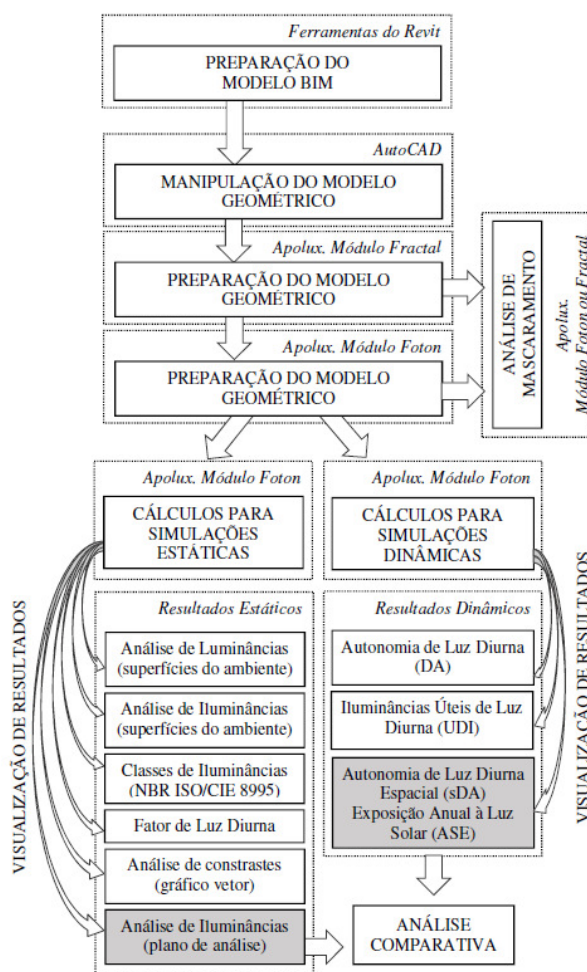 Ferramentas do Revit
PREPARAÇÃO DO
MODELO BIM
AutoCAD
MANIPULAÇÃO DO MODELO
GEOMÉTRICO
Apolux. Módulo Fractal
PREPARAÇÃO DO MODELO
GEOMÉTRICO
Apolux. Módulo Foton
PREPARAÇÃO DO MODELO
GEOMÉTRICO
ANÁLISE DE
MASCARAMENTO
Apolux.
Módulo Foton ou Fractal
Apolux. Módulo Foton
CÁLCULOS PARA
SIMULAÇÕES
ESTÁTICAS
Apolux. Módulo Foton
CÁLCULOS PARA
SIMULAÇÕES
DINÂMICAS
VISUALIZAÇÃO DE RESULTADOS
Resultados Estáticos
Análise de Luminâncias
(superfícies do ambiente)
Análise de Iluminâncias
(superfícies do ambiente)
Classes de Iluminâncias
(NBR ISO/CIE 8995)
Fator de Luz Diurna
Análise de constrastes
(gráfico vetor)
Análise de Iluminâncias
(plano de análise)
Resultados Dinâmicos
Autonomia de Luz Diurna
(DA)
Iluminâncias Úteis de Luz
Diurna (UDI)
Autonomia de Luz Diurna
Espacial (sDA)
Exposição Anual à Luz
Solar (ASE)
VISUALIZAÇÃO DE RESULTADOS
ANÁLISE
COMPARATIVA